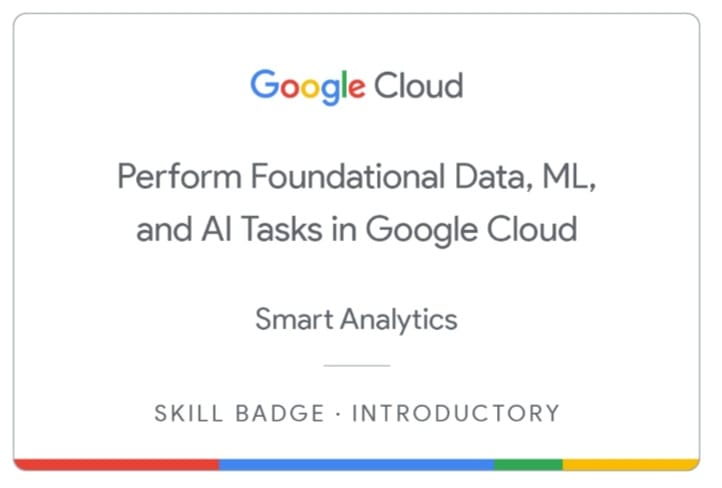 Google Cloud
Perform Foundational Data, ML,
and AI Tasks in Google Cloud
Smart Analytics
SKILL BADGE · INTRODUCTORY